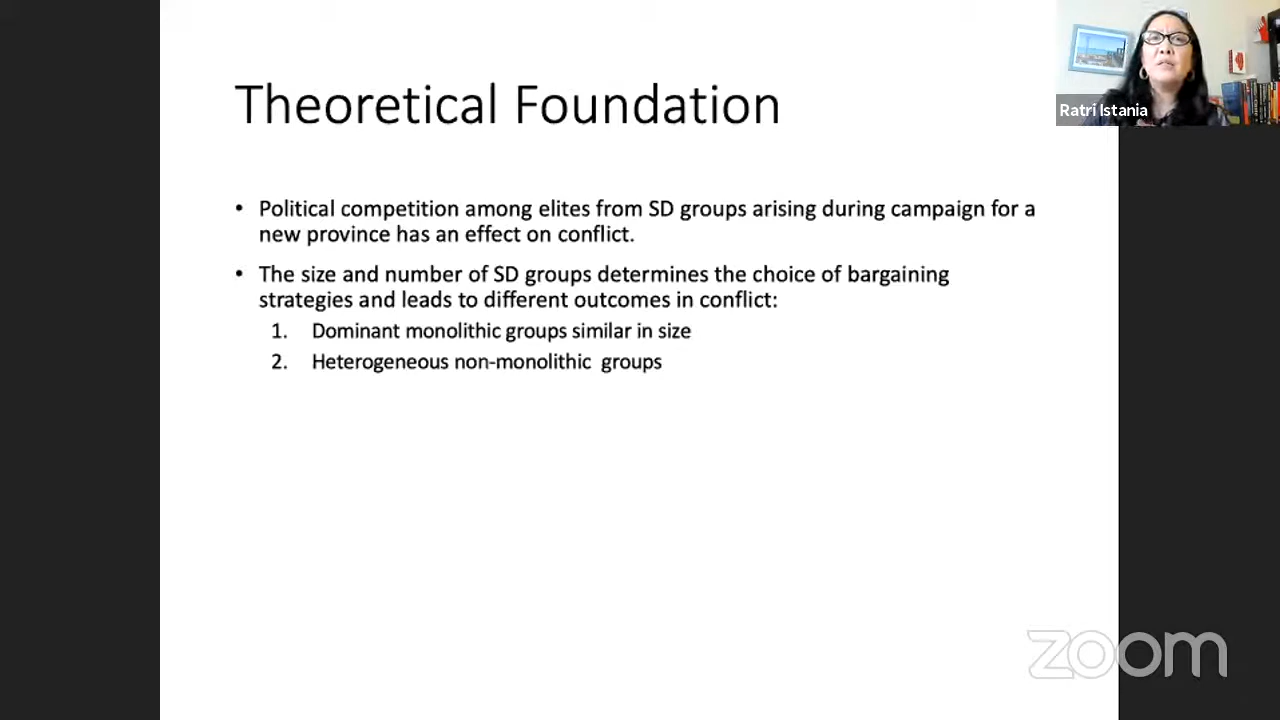 Ratri Istania
Theoretical Foundation
• Political competition among elites from SD groups arising during campaign for a
new province has an effect on conflict.
• The size and number of SD groups determines the choice of bargaining
strategies and leads to different outcomes in conflict:
1. Dominant monolithic groups similar in size
2. Heterogeneous non-monolithic  groups
zoom